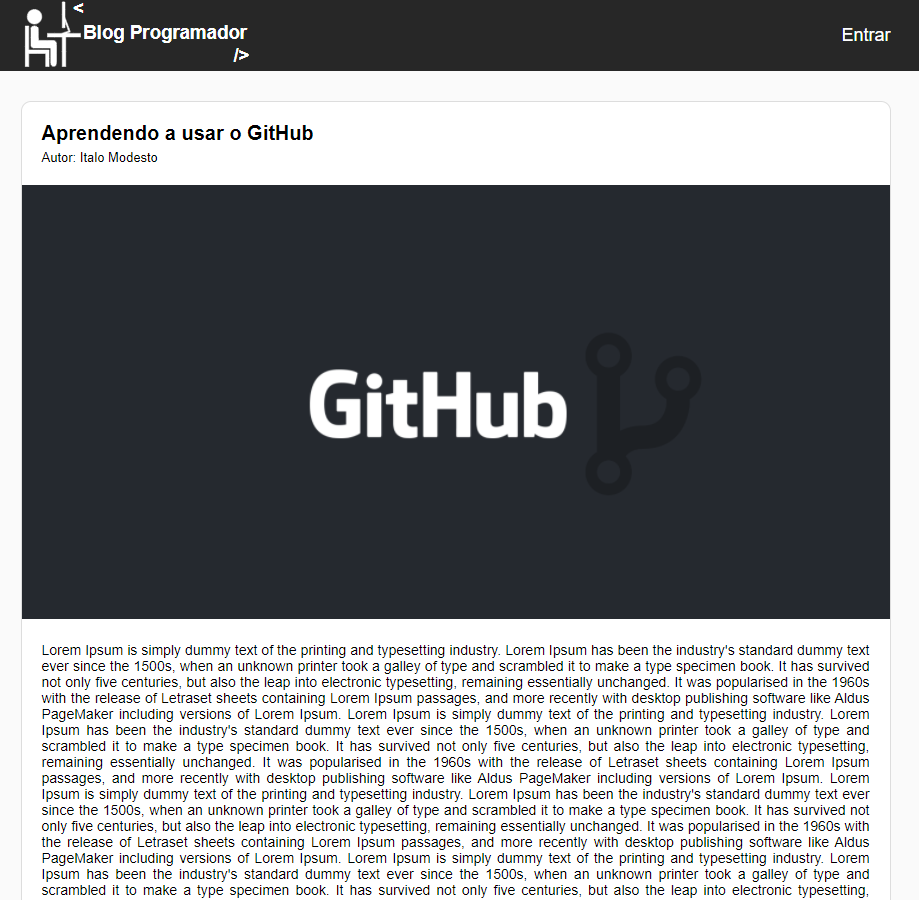 <
Blog Programador
/>
Entrar
Aprendendo a usar o GitHub
Autor: Italo Modesto
GitHub
Lorem Ipsum is simply dummy text of the printing and typesetting industry. Lorem Ipsum has been the industry's standard dummy text
ever since the 1500s, when an unknown printer took a galley of type and scrambled it to make a type specimen book. It has survived
not only five centuries, but also the leap into electronic typesetting, remaining essentially unchanged. It was popularised in the 1960s
with the release of Letraset sheets containing Lorem Ipsum passages, and more recently with desktop publishing software like Aldus
PageMaker including versions of Lorem Ipsum. Lorem Ipsum is simply dummy text of the printing and typesetting industry. Lorem
Ipsum has been the industry's standard dummy text ever since the 1500s, when an unknown printer took a galley of type and
scrambled it to make a type specimen book. It has survived not only five centuries, but also the leap into electronic typesetting,
remaining essentially unchanged. It was popularised in the 1960s with the release of Letraset sheets containing Lorem Ipsum
passages, and more recently with desktop publishing software like Aldus PageMaker including versions of Lorem Ipsum. Lorem
Ipsum is simply dummy text of the printing and typesetting industry. Lorem Ipsum has been the industry's standard dummy text ever
since the 1500s, when an unknown printer took a galley of type and scrambled it to make a type specimen book. It has survived not
only five centuries, but also the leap into electronic typesetting, remaining essentially unchanged. It was popularised in the 1960s with
the release of Letraset sheets containing Lorem Ipsum passages, and more recently with desktop publishing software like Aldus
PageMaker including versions of Lorem Ipsum. Lorem Ipsum is simply dummy text of the printing and typesetting industry. Lorem
Ipsum has been the industry's standard dummy text ever since the 1500s, when an unknown printer took a galley of type and
scrambled it to make a type specimen book. It has survived not only five centuries, but also the leap into electronic typesetting,